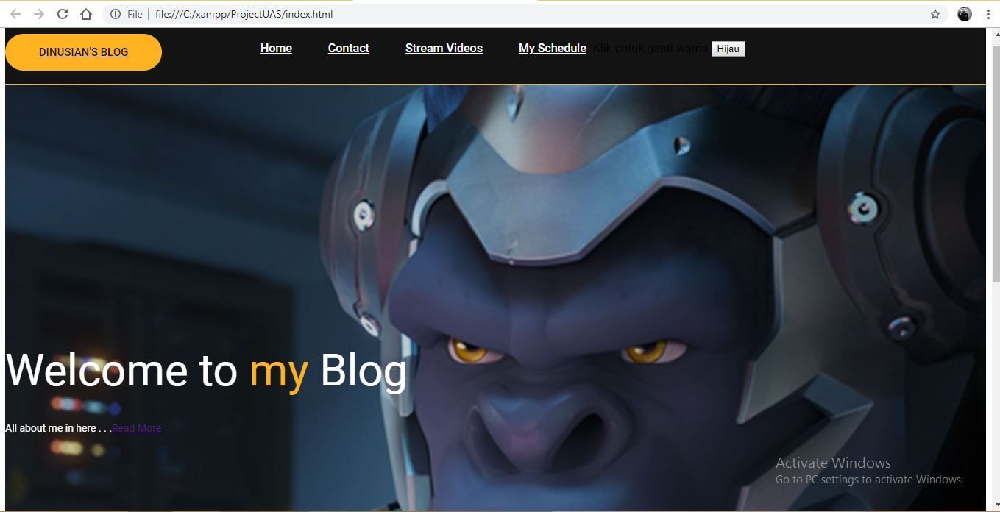 File file:///C:/xampp/ProjectUAS/index.html
DINUSIAN'S BLOG Home Contact Stream Videos My Schedule Klik untuk ganti warna Hijau
Welcome to my Blog
All about me in here . . .Read More
Activate Windows
Go to PC settings to activate Windows.